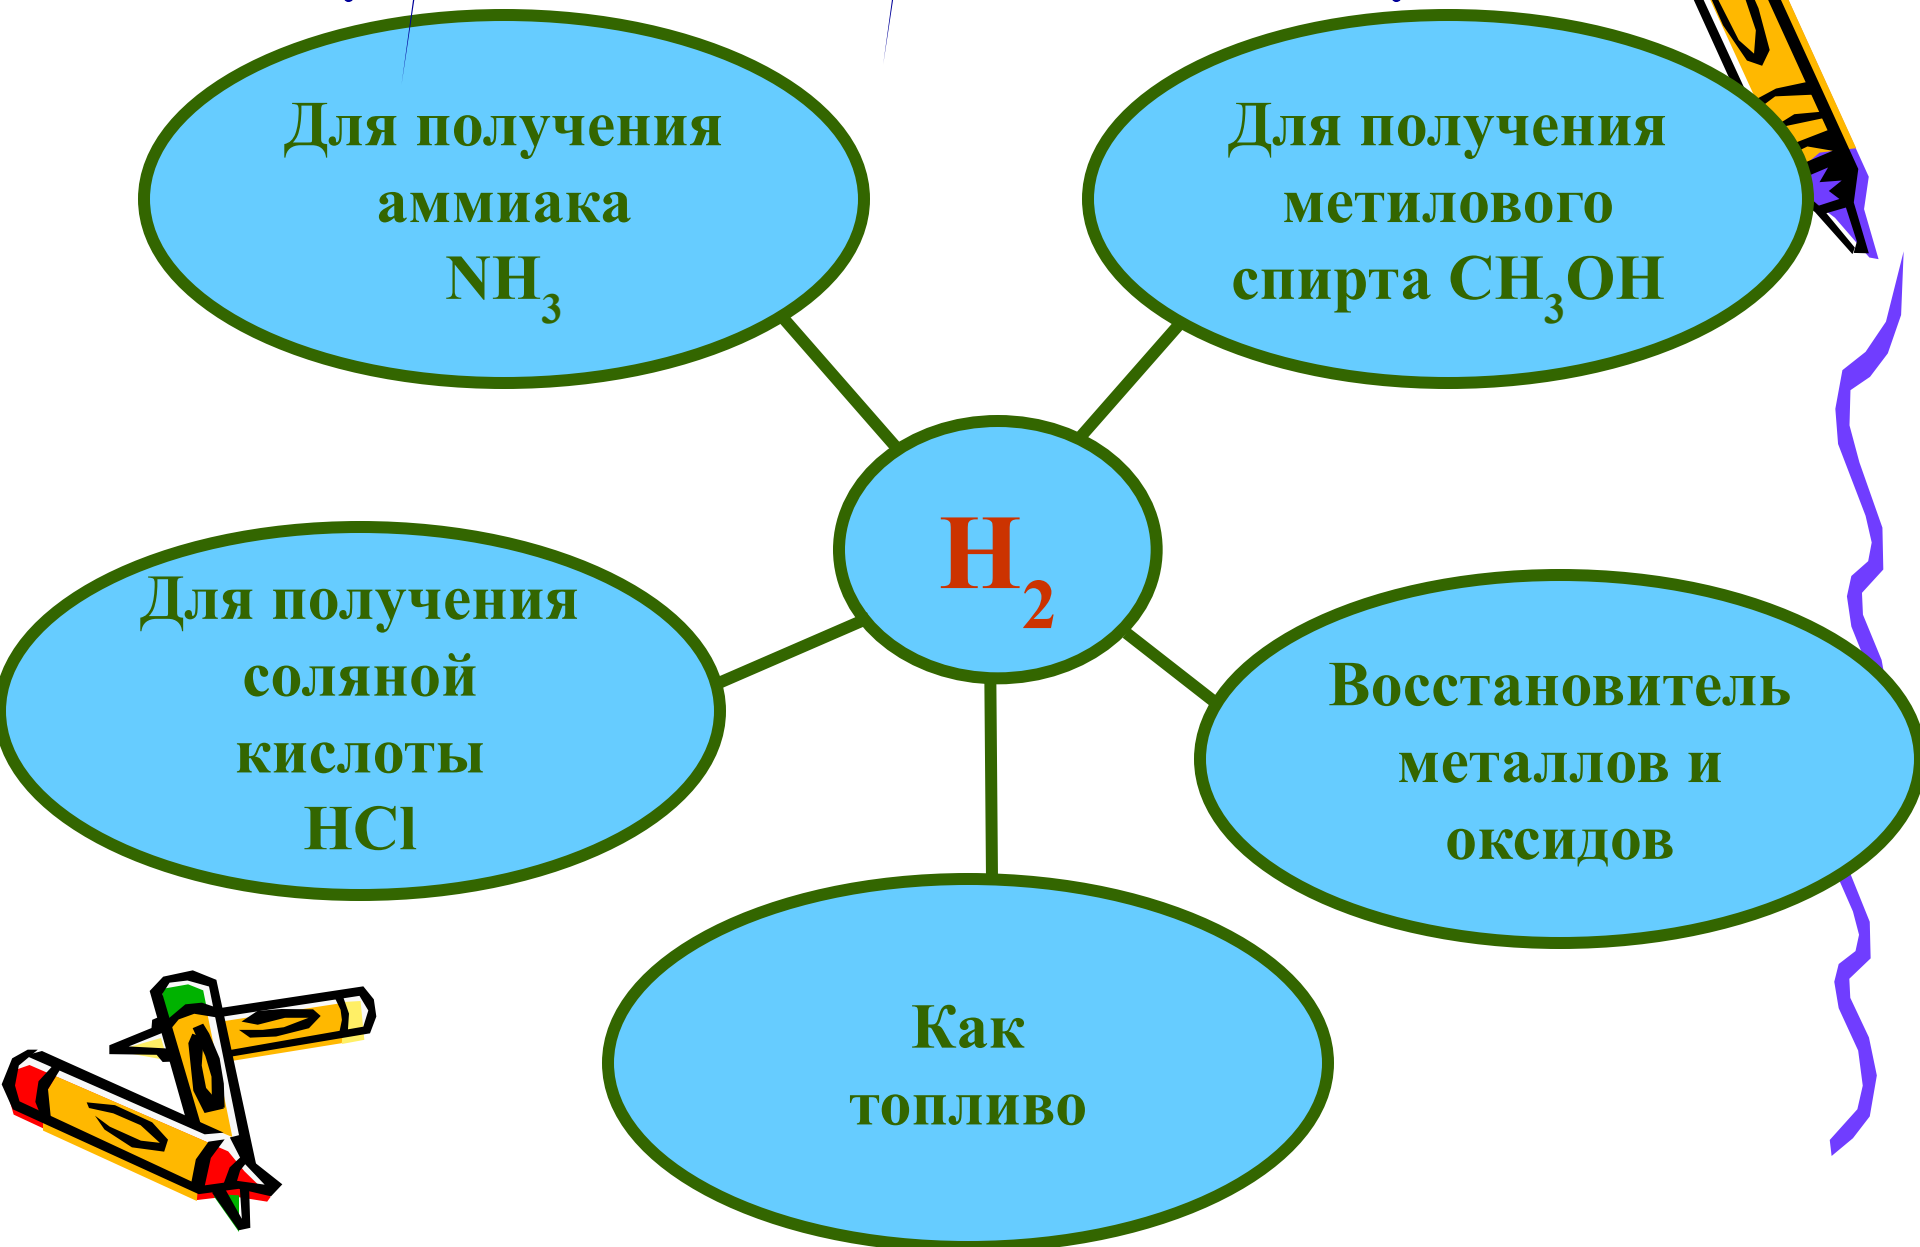 Для получения
аммиака
NH₃
Для получения
метилового
спирта CH₃OH
H₂
Для получения
соляной
кислоты
HCl
Восстановитель
металлов и
оксидов
Как
топливо